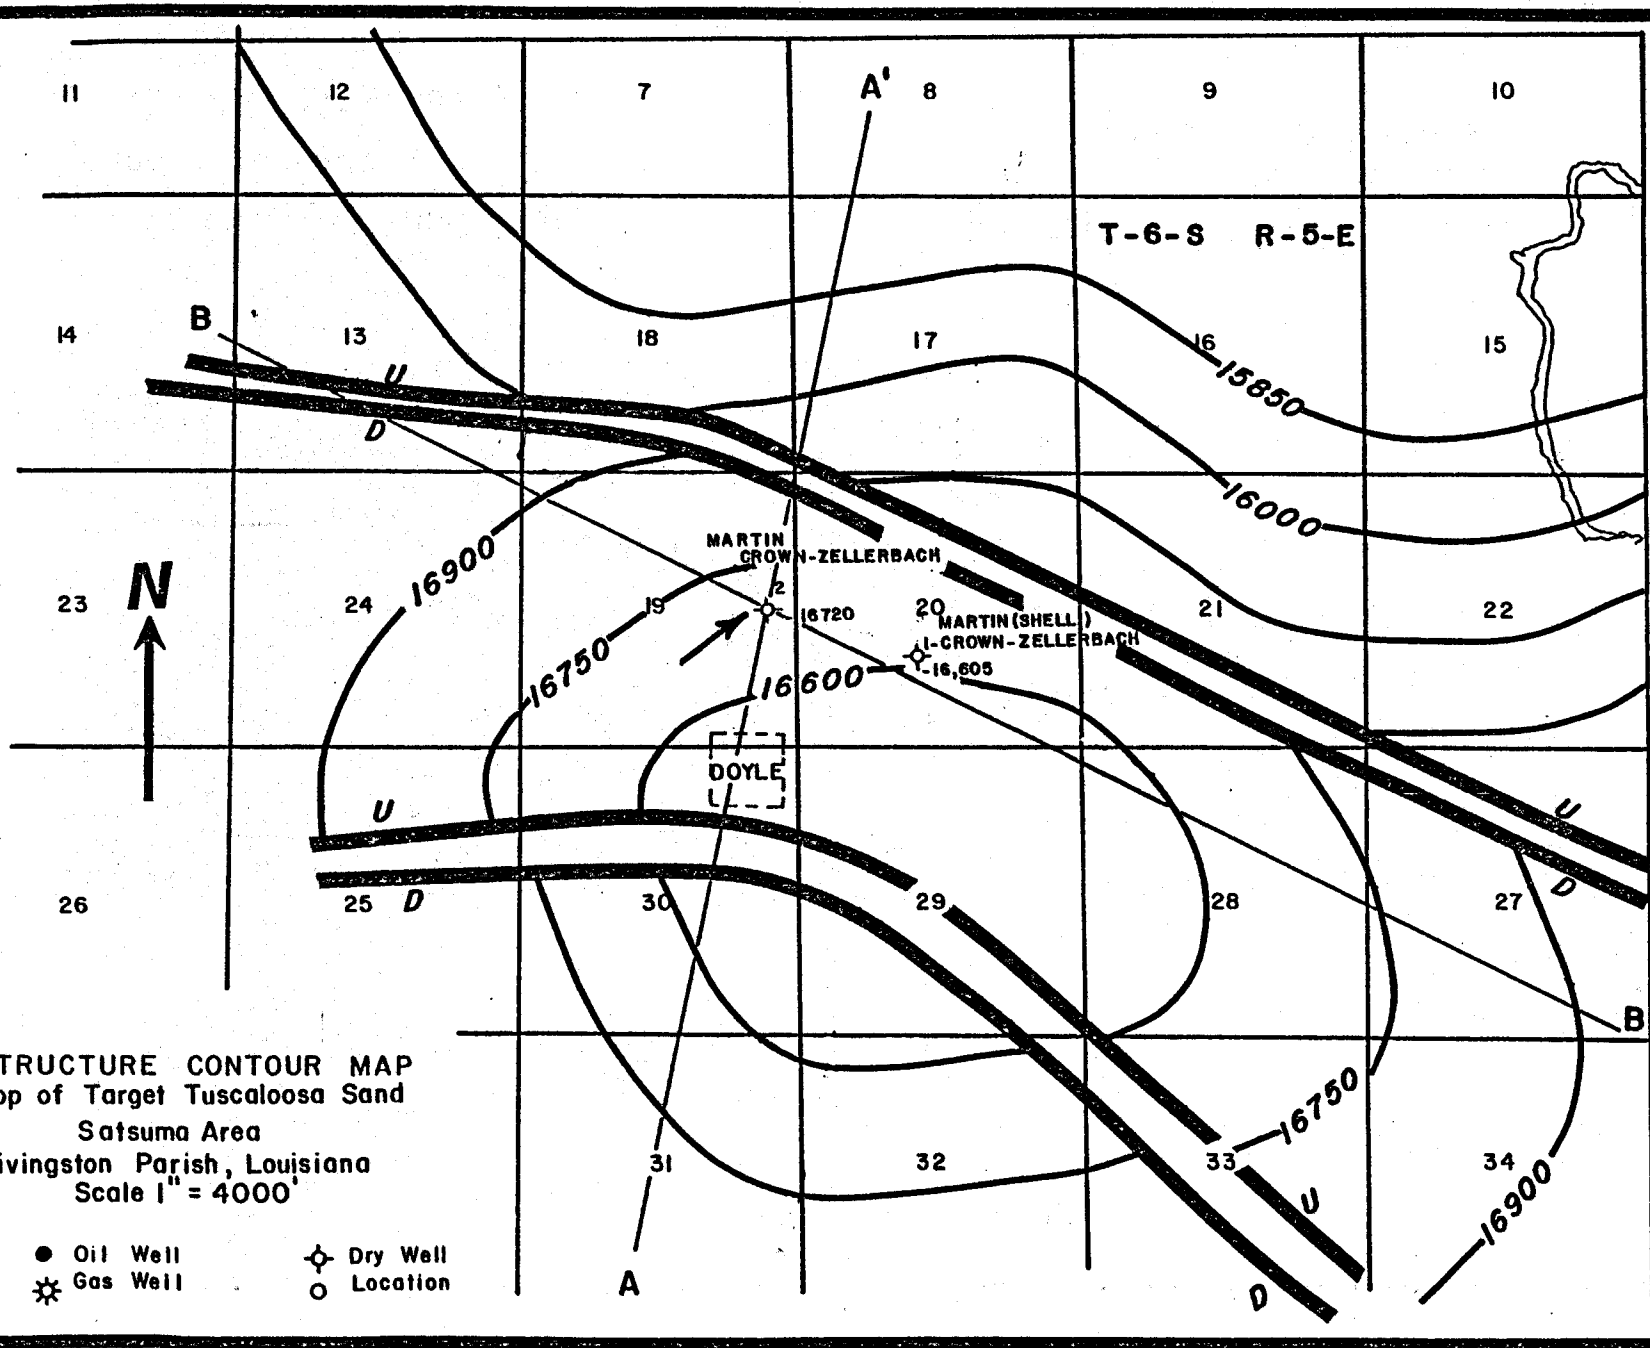 A'
11 12 7 8 9 10
T-6-S R-5-E
B
14 13 18 17 16 15
U
15850
D
16000
MARTIN
CROWN-ZELLERBACH
16900
N
2
23 24 19 16720 20 21 22
MARTIN (SHELL)
1-CROWN-ZELLERBACH
-16,605
16750
16600
DOYLE
U
U
D
26 25 D 30 29 28 27
B
TRUCTURE CONTOUR MAP
op of Target Tuscaloosa Sand
Satsuma Area
ivingston Parish, Louisiana
Scale 1" = 4000'
16750
31 32 33 34
16900
U
D
A
Oil Well
Dry Well
Gas Well
Location